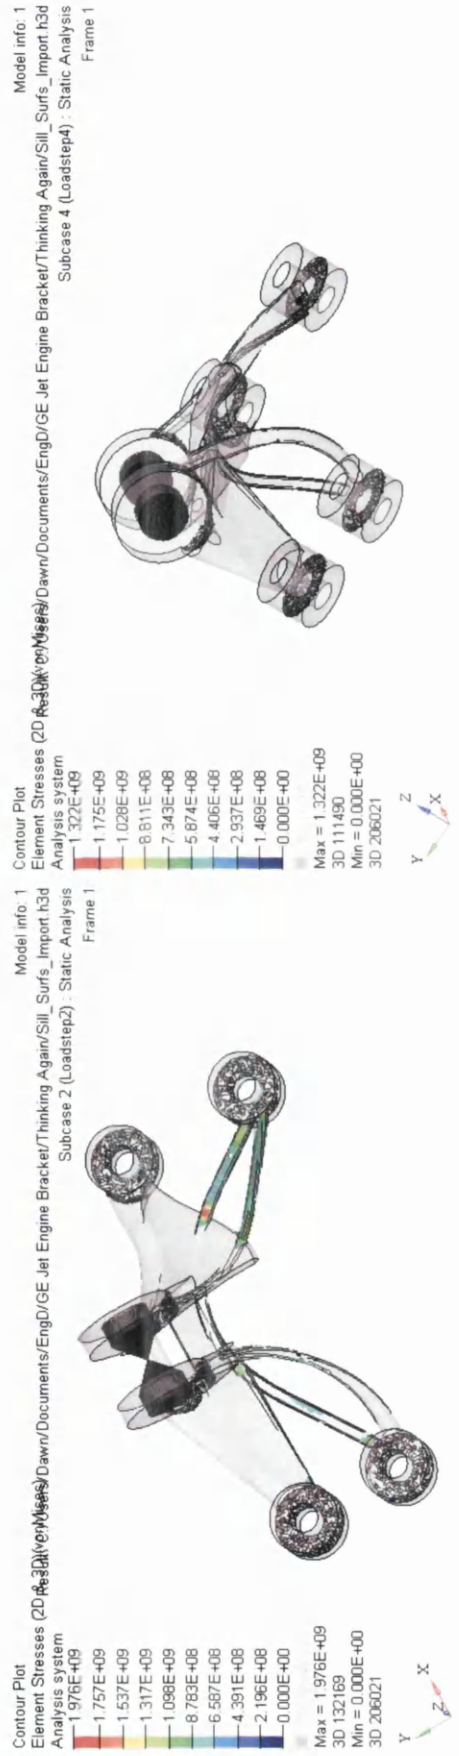 Contour Plot
Element Stresses (2D & 3D)(vonMises)
Analysis system
Model info: 1
Result: C:/Users/Dawn/Documents/EngD/GE Jet Engine Bracket/Thinking Again/Sill_Surfs_Import.h3d
Subcase 2 (Loadstep2) : Static Analysis
Frame 1
1.976E+09
1.757E+09
1.537E+09
1.317E+09
1.098E+09
8.783E+08
6.587E+08
4.391E+08
2.196E+08
0.000E+00
Max = 1.976E+09
3D 132169
Min = 0.000E+00
3D 206021
Y
Z
X
Contour Plot
Element Stresses (2D & 3D)(vonMises)
Analysis system
Model info: 1
Result: C:/Users/Dawn/Documents/EngD/GE Jet Engine Bracket/Thinking Again/Sill_Surfs_Import.h3d
Subcase 4 (Loadstep4) : Static Analysis
Frame 1
1.322E+09
1.175E+09
1.028E+09
8.811E+08
7.343E+08
5.874E+08
4.406E+08
2.937E+08
1.469E+08
0.000E+00
Max = 1.322E+09
3D 111490
Min = 0.000E+00
3D 206021
Y
Z
X